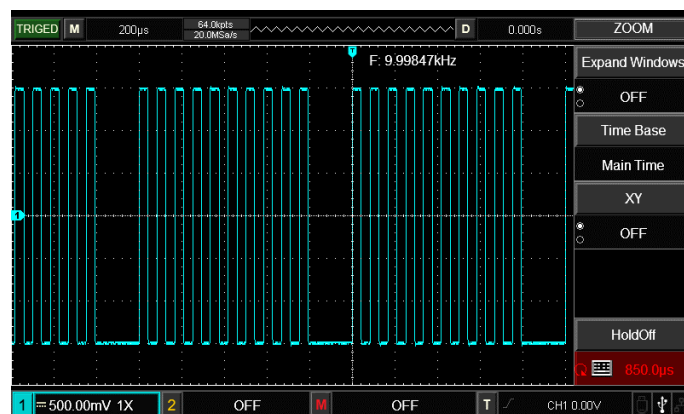 TRIGED M 200µs 64.0kpts D 0.000s ZOOM
20.0MSa/s
T
F: 9.99847kHz
Expand Windows
OFF
Time Base
Main Time
XY
1
OFF
HoldOff
850.0µs
1 500.00mV 1X 2 OFF M OFF T CH1 0.00V